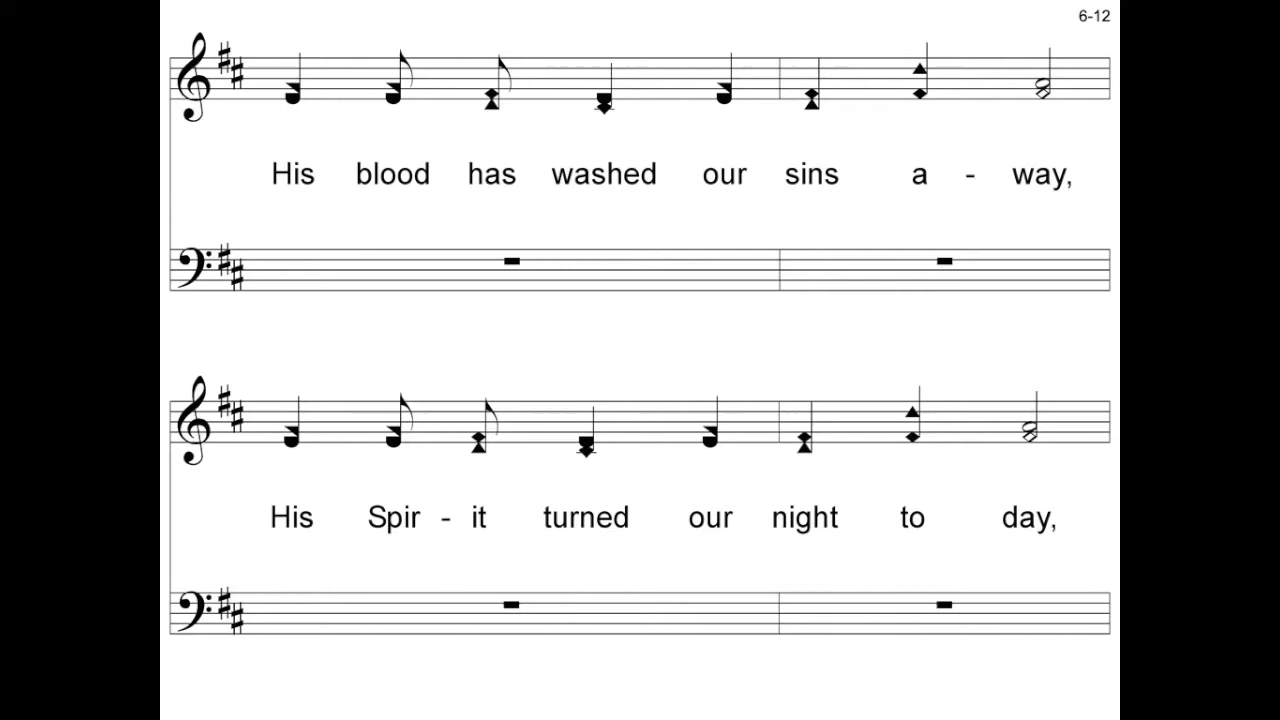 6-12
His blood has washed our sins a - way,
His Spir - it turned our night to day,